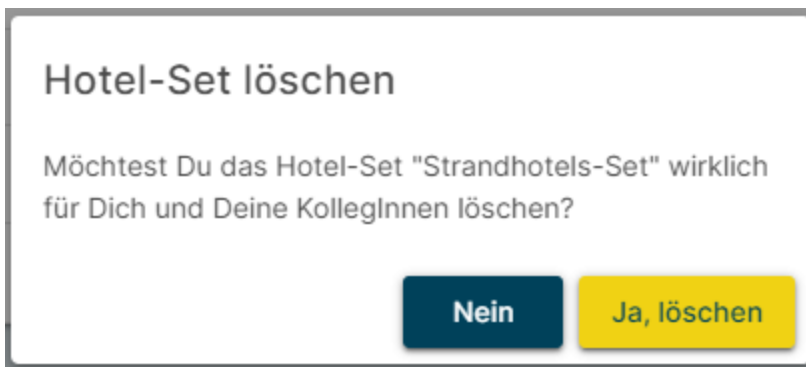 Hotel-Set löschen
Möchtest Du das Hotel-Set "Strandhotels-Set" wirklich
für Dich und Deine KollegInnen löschen?
Nein
Ja, löschen